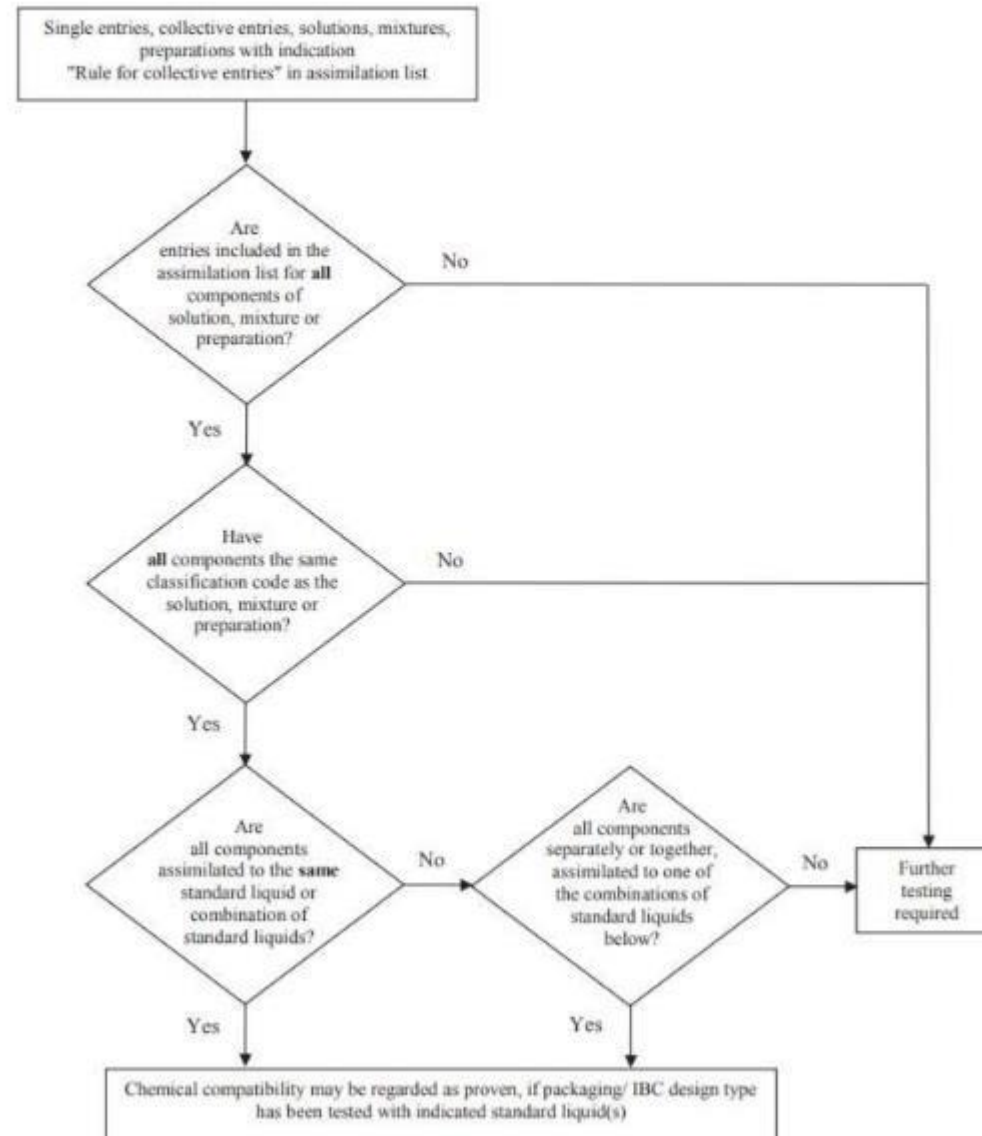 Single entries, collective entries, solutions, mixtures,
preparations with indication
"Rule for collective entries" in assimilation list
Are
entries included in the
assimilation list for all
components of
solution, mixture or
preparation?
No
Yes
Have
all components the same
classification code as the
solution, mixture or
preparation?
No
Yes
Are
all components
assimilated to the same
standard liquid or
combination of
standard liquids?
No
Are
all components
separately or together,
assimilated to one of
the combinations of
standard liquids
below?
No
Further
testing
required
Yes
Yes
Chemical compatibility may be regarded as proven, if packaging/ IBC design type
has been tested with indicated standard liquid(s)